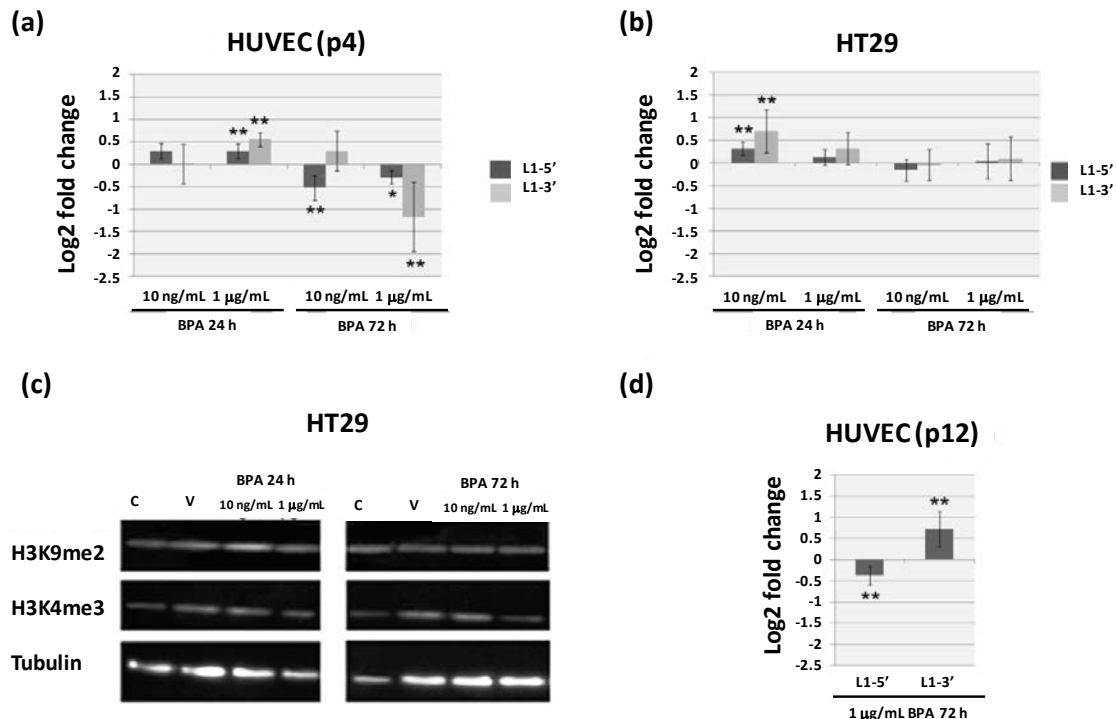 (a)
HUVEC (p4)
Log2 fold change
2
1.5
1
0.5
0
-0.5
-1
-1.5
-2
-2.5
**
**
**
*
**
L1-5’
L1-3’
10 ng/mL 1 µg/mL 10 ng/mL 1 µg/mL
BPA 24 h BPA 72 h
(b)
HT29
Log2 fold change
2
1.5
1
0.5
0
-0.5
-1
-1.5
-2
-2.5
**
**
L1-5’
L1-3’
10 ng/mL 1 µg/mL 10 ng/mL 1 µg/mL
BPA 24 h BPA 72 h
(c)
HT29
BPA 24 h BPA 72 h
C V 10 ng/mL 1 µg/mL C V 10 ng/mL 1 µg/mL
H3K9me2
H3K4me3
Tubulin
(d)
HUVEC (p12)
Log2 fold change
2
1.5
1
0.5
0
-0.5
-1
-1.5
-2
-2.5
**
**
L1-5’ L1-3’
1 µg/mL BPA 72 h